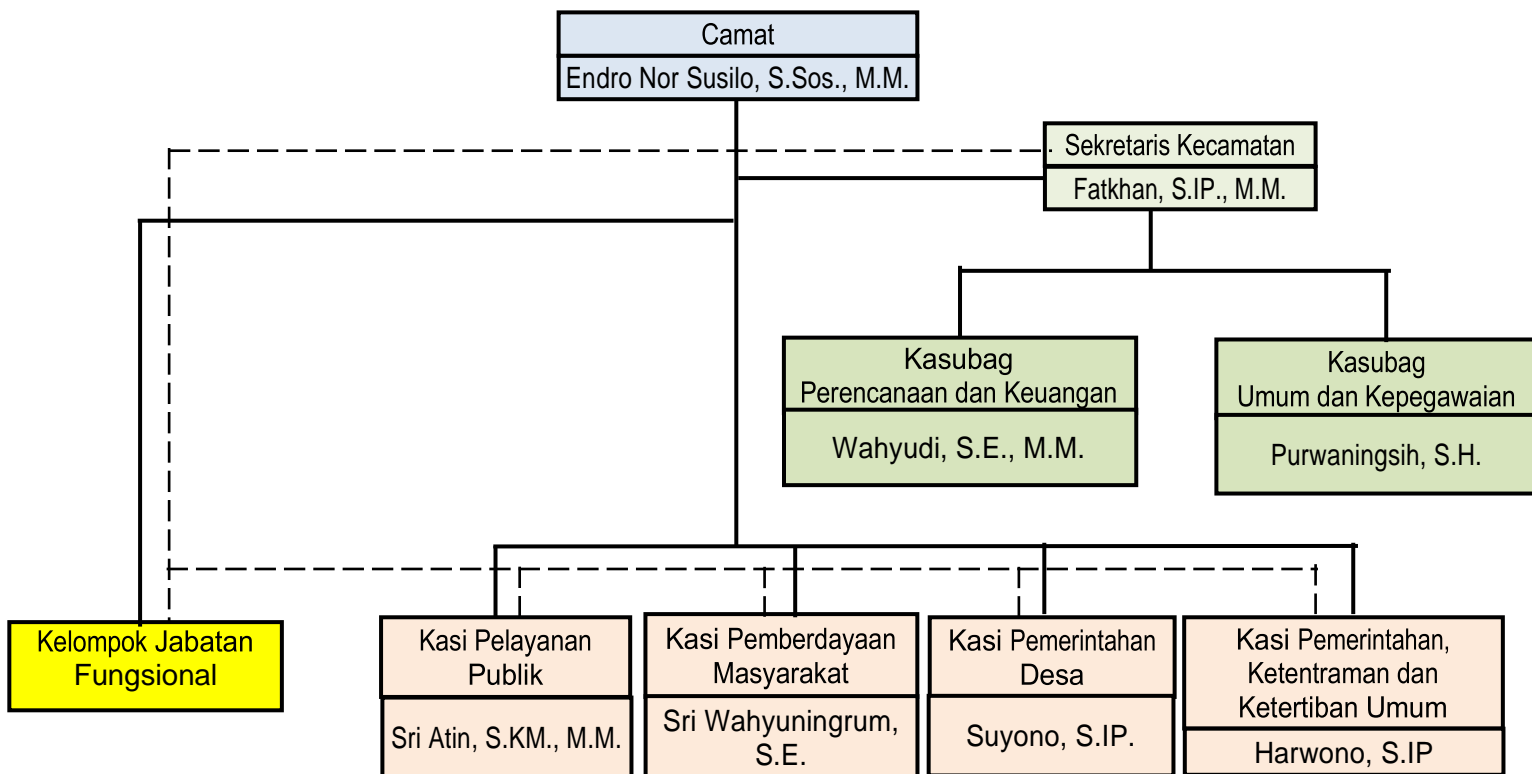 Camat
Endro Nor Susilo, S.Sos., M.M.
Sekretaris Kecamatan
Fatkhan, S.IP., M.M.
Kasubag
Perencanaan dan Keuangan
Wahyudi, S.E., M.M.
Kasubag
Umum dan Kepegawaian
Purwaningsih, S.H.
Kelompok Jabatan
Fungsional
Kasi Pelayanan
Publik
Sri Atin, S.KM., M.M.
Kasi Pemberdayaan
Masyarakat
Sri Wahyuningrum,
S.E.
Kasi Pemerintahan
Desa
Suyono, S.IP.
Kasi Pemerintahan,
Ketentraman dan
Ketertiban Umum
Harwono, S.IP